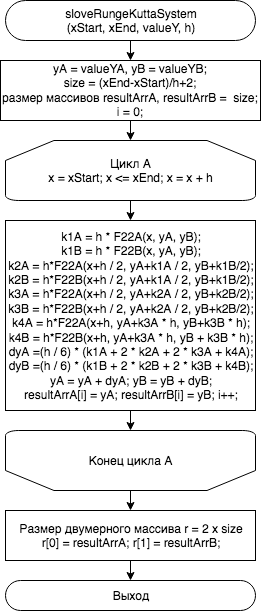 sloveRungeKuttaSystem
(xStart, xEnd, valueY, h)
yA = valueYA, yB = valueYB;
size = (xEnd-xStart)/h+2;
размер массивов resultArrA, resultArrB = size;
i = 0;
Цикл А
x = xStart; x <= xEnd; x = x + h
k1A = h * F22A(x, yA, yB);
k1B = h * F22B(x, yA, yB);
k2A = h*F22A(x+h / 2, yA+k1A / 2, yB+k1B/2);
k2B = h*F22B(x+h / 2, yA+k1A / 2, yB+k1B/2);
k3A = h*F22A(x+h / 2, yA+k2A / 2, yB+k2B/2);
k3B = h*F22B(x+h / 2, yA+k2A / 2, yB+k2B/2);
k4A = h*F22A(x+h, yA+k3A * h, yB+k3B * h);
k4B = h*F22B(x+h, yA+k3A * h, yB + k3B * h);
dyA =(h / 6) * (k1A + 2 * k2A + 2 * k3A + k4A);
dyB =(h / 6) * (k1B + 2 * k2B + 2 * k3B + k4B);
yA = yA + dyA; yB = yB + dyB;
resultArrA[i] = yA; resultArrB[i] = yB; i++;
Конец цикла А
Размер двумерного массива r = 2 x size
r[0] = resultArrA; r[1] = resultArrB;
Выход